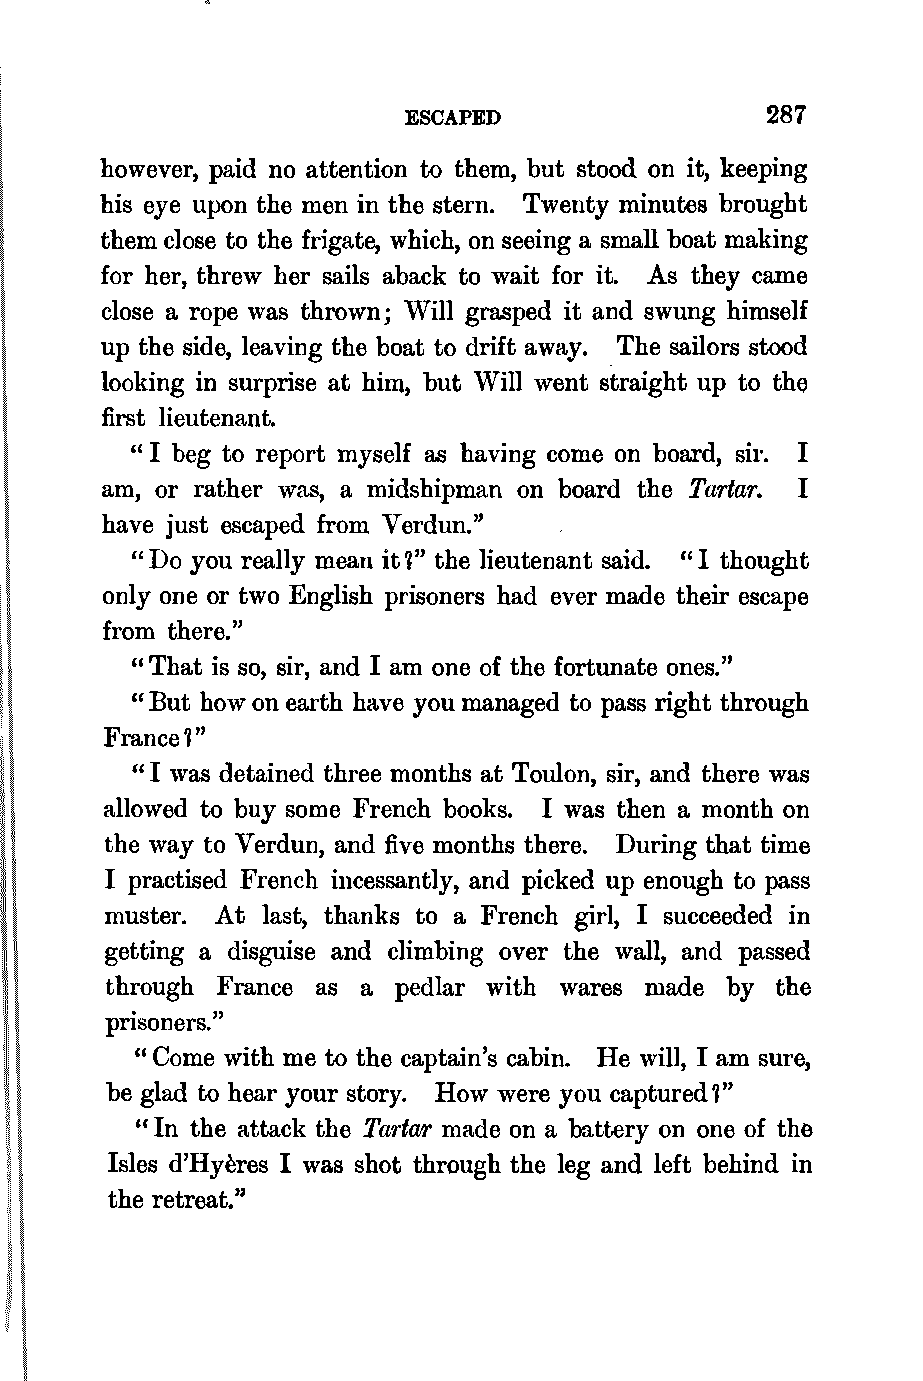 ESCAPED 287
however, paid no attention to them, but stood on it, keeping
his eye upon the men in the stern. Twenty minutes brought
them close to the frigate, which, on seeing a small boat making
for her, threw her sails aback to wait for it. As they came
close a rope was thrown; Will grasped it and swung himself
up the side, leaving the boat to drift away. The sailors stood
looking in surprise at him, but Will went straight up to the
first lieutenant.
“I beg to report myself as having come on board, sir. I
am, or rather was, a midshipman on board the Tartar. I
have just escaped from Verdun.”
“Do you really mean it?” the lieutenant said. “I thought
only one or two English prisoners had ever made their escape
from there.”
“That is so, sir, and I am one of the fortunate ones.”
“But how on earth have you managed to pass right through
France?”
“I was detained three months at Toulon, sir, and there was
allowed to buy some French books. I was then a month on
the way to Verdun, and five months there. During that time
I practised French incessantly, and picked up enough to pass
muster. At last, thanks to a French girl, I succeeded in
getting a disguise and climbing over the wall, and passed
through France as a pedlar with wares made by the
prisoners.”
“Come with me to the captain’s cabin. He will, I am sure,
be glad to hear your story. How were you captured?”
“In the attack the Tartar made on a battery on one of the
Isles d’Hyères I was shot through the leg and left behind in
the retreat.”